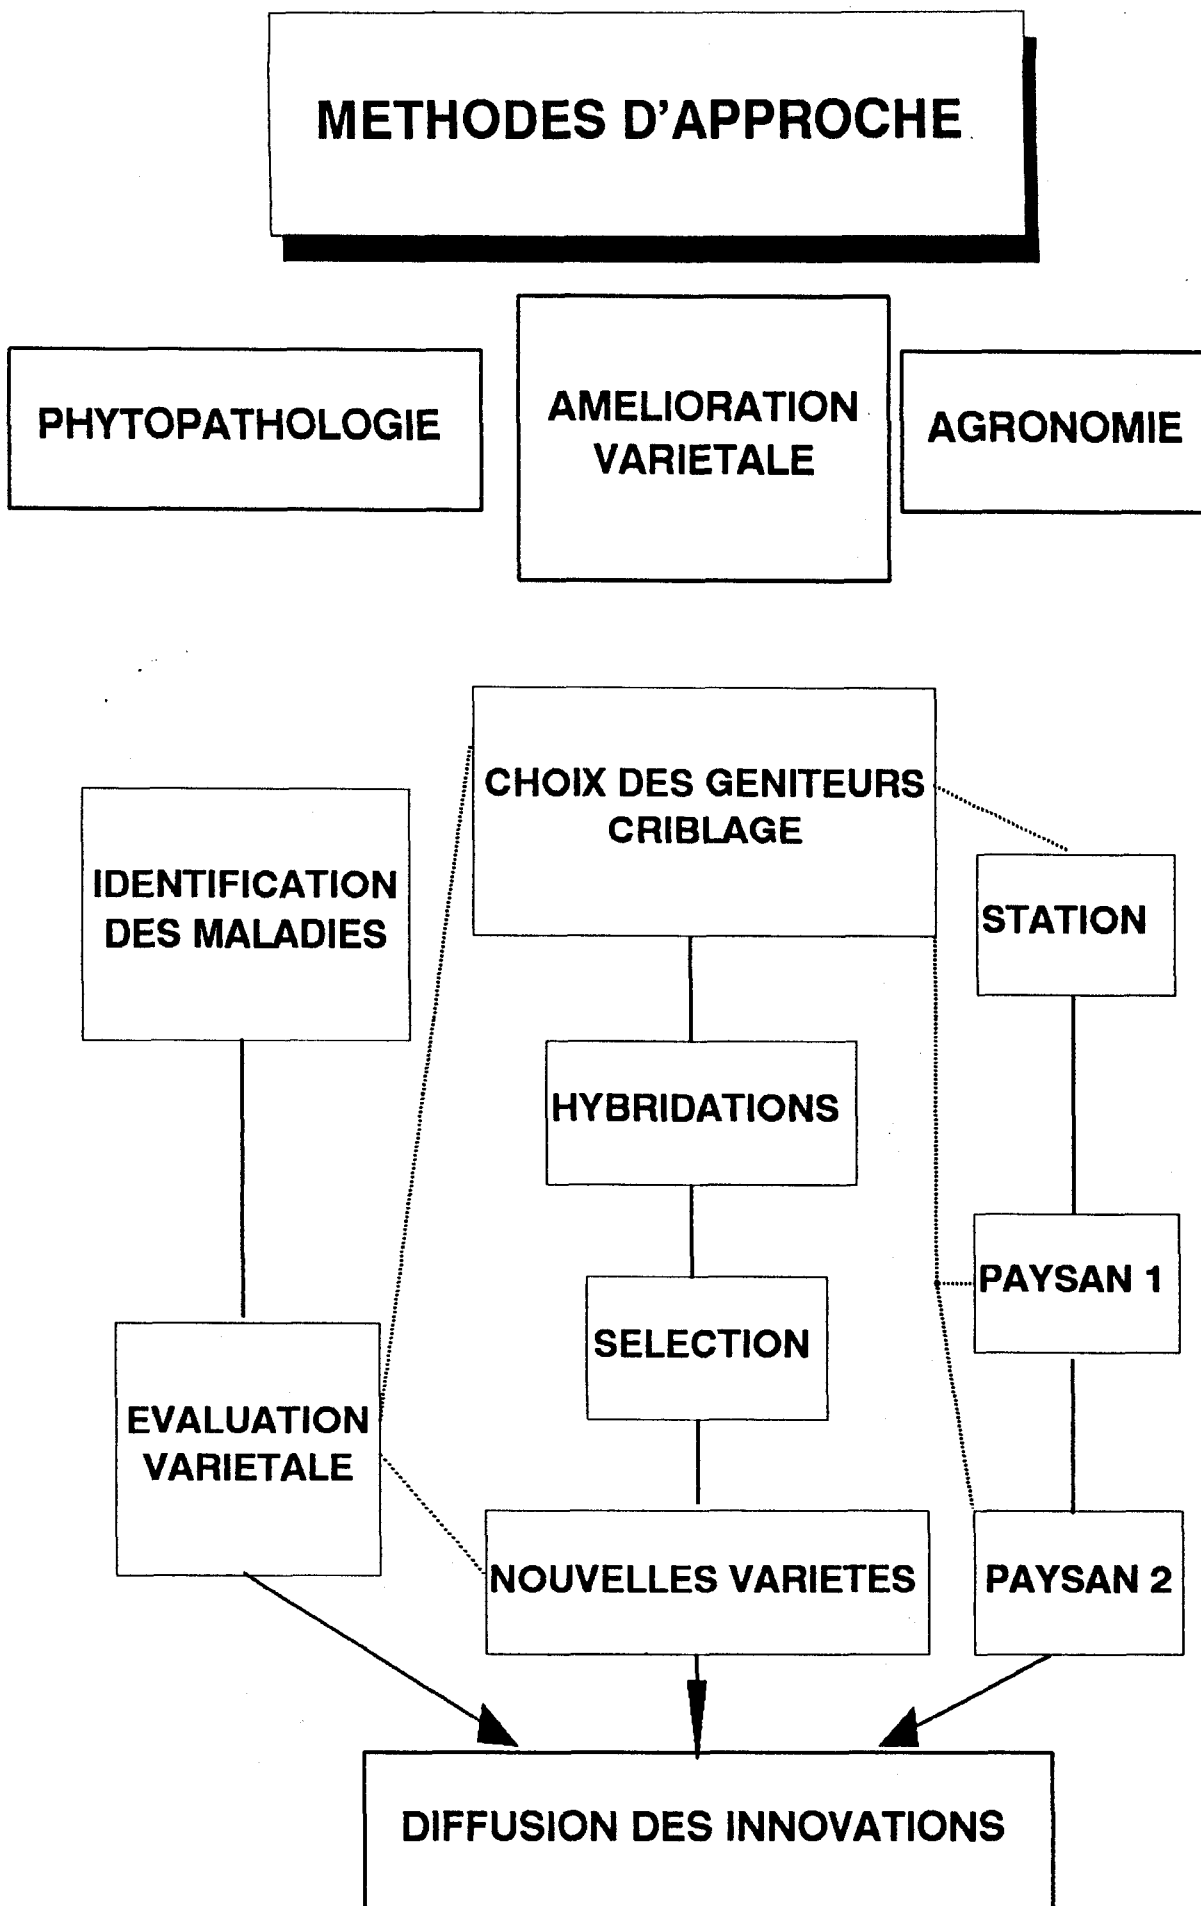 METHODES D'APPROCHE
PHYTOPATHOLOGIE
AMELIORATION
VARIETALE
AGRONOMIE
CHOIX DES GENITEURS
CRIBLAGE
IDENTIFICATION
DES MALADIES
STATION
HYBRIDATIONS
PAYSAN 1
SELECTION
EVALUATION
VARIETALE
NOUVELLES VARIETES
PAYSAN 2
DIFFUSION DES INNOVATIONS